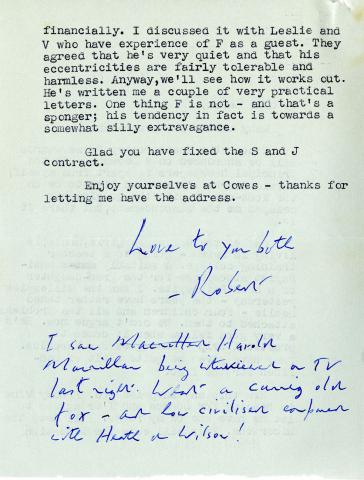 financially. I discussed it with Leslie and
V who have experience of F as a guest. They
agreed that he's very quiet and that his
eccentricities are fairly tolerable and
harmless. Anyway,we'll see how it works out.
He's written me a couple of very practical
letters. One thing F is not - and that's a
sponger; his tendency in fact is towards a
somewhat silly extravagance.
Glad you have fixed the S and J
contract.
Enjoy yourselves at Cowes - thanks for
letting me have the address.
Love to you both
- Robert
I saw Macmillan Harold
Macmillan being interviewed on TV
last night. What a cunning old
fox - and how civilised compared
with Heath or Wilson!